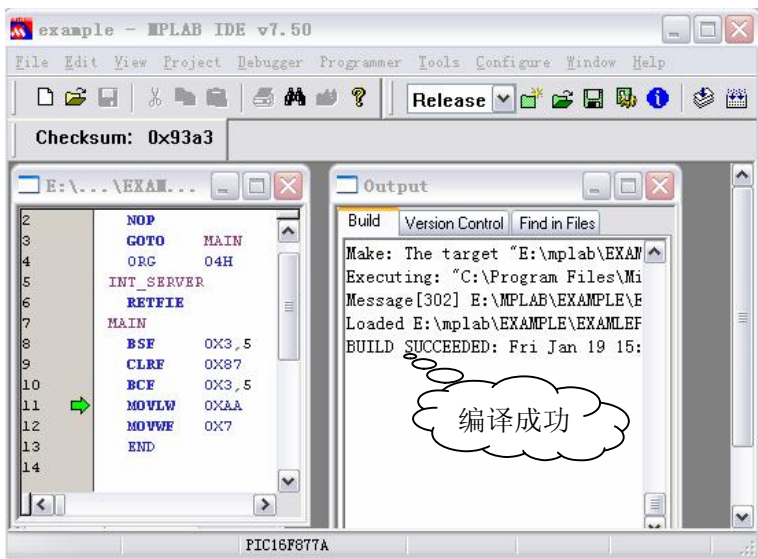 example - MPLAB IDE v7.50
File Edit View Project Debugger Programmer Tools Configure Window Help
Release
Checksum: 0x93a3
E:\...\EXAM...
2 NOP
3 GOTO MAIN
4 ORG 04H
5 INT_SERVER
6 RETFIE
7 MAIN
8 BSF 0X3,5
9 CLRF 0X87
10 BCF 0X3,5
11 MOVLW 0XAA
12 MOVWF 0X7
13 END
14
Output
Build Version Control Find in Files
Make: The target "E:\mplab\EXAM
Executing: "C:\Program Files\Mi
Message[302] E:\MPLAB\EXAMPLE\E
Loaded E:\mplab\EXAMPLE\EXAMLEF
BUILD SUCCEEDED: Fri Jan 19 15:
编译成功
PIC16F877A